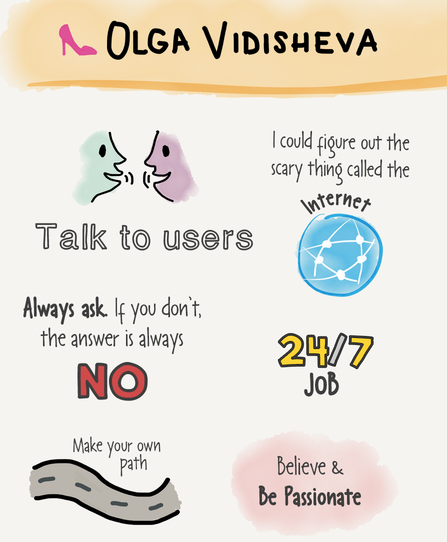 OLGA VIDISHEVA
I could figure out the
scary thing called the
Internet
Talk to users
Always ask. If you don't,
the answer is always
NO
24/7
JOB
Make your own
path
Believe &
Be Passionate